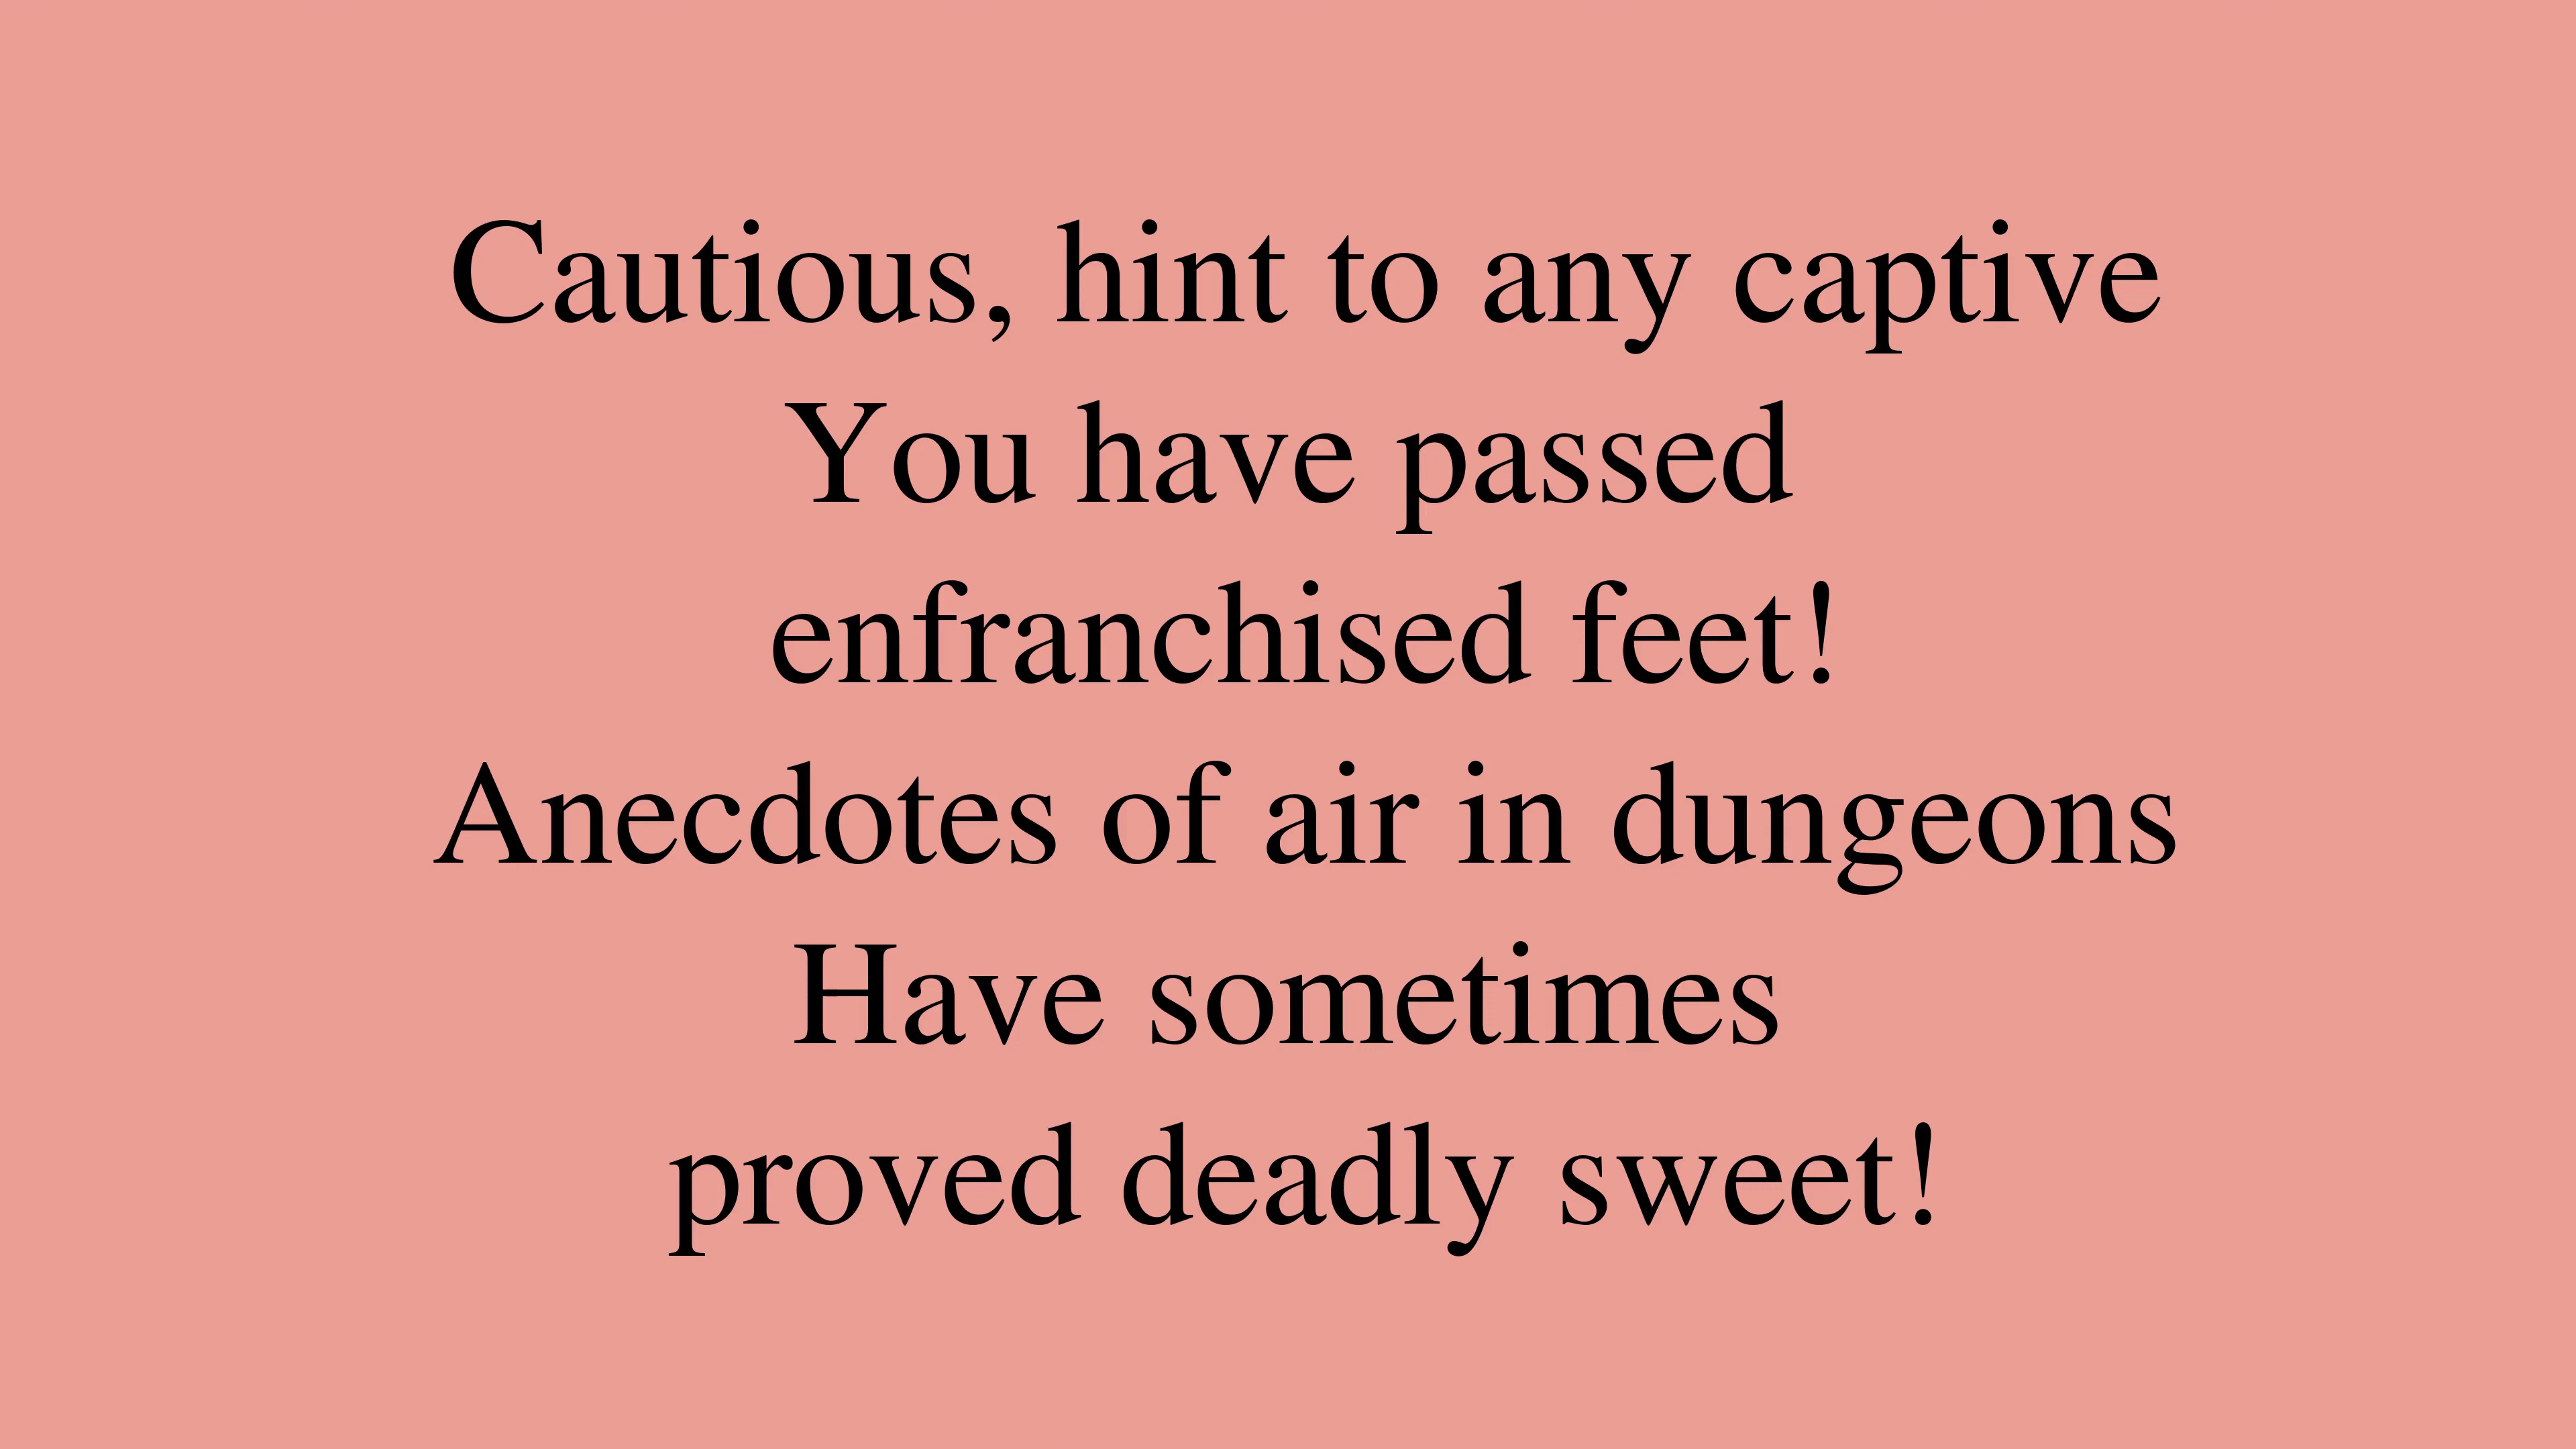 Cautious, hint to any captive
You have passed
enfranchised feet!
Anecdotes of air in dungeons
Have sometimes
proved deadly sweet!